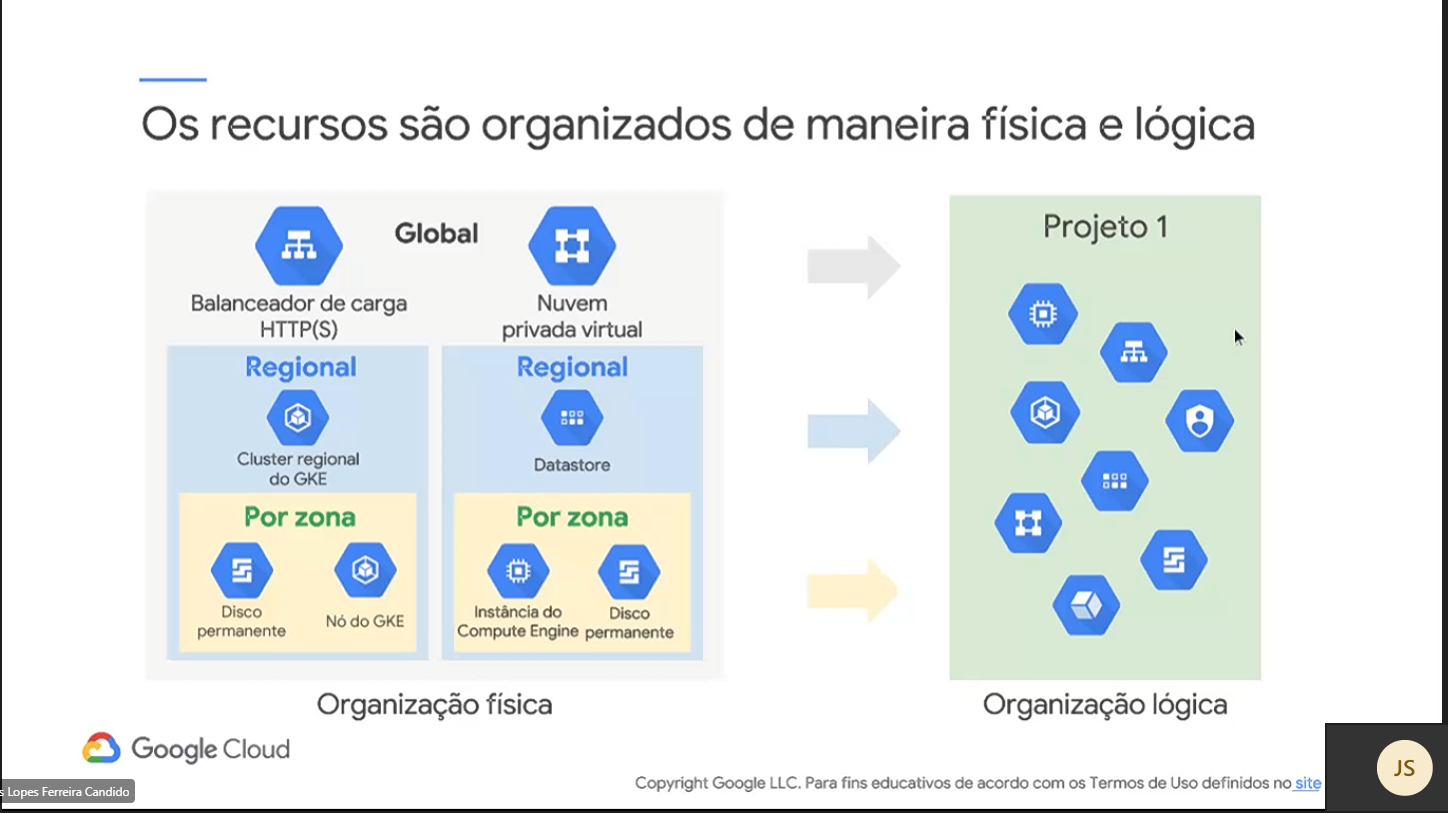 Os recursos são organizados de maneira física e lógica
Global
Balanceador de carga
HTTP(S)
Nuvem
privada virtual
Regional
Cluster regional
do GKE
Por zona
Disco
permanente
Nó do GKE
Regional
Datastore
Por zona
Instância do
Compute Engine
Disco
permanente
Organização física
Projeto 1
Organização lógica
Google Cloud
s Lopes Ferreira Candido
Copyright Google LLC. Para fins educativos de acordo com os Termos de Uso definidos no site
JS